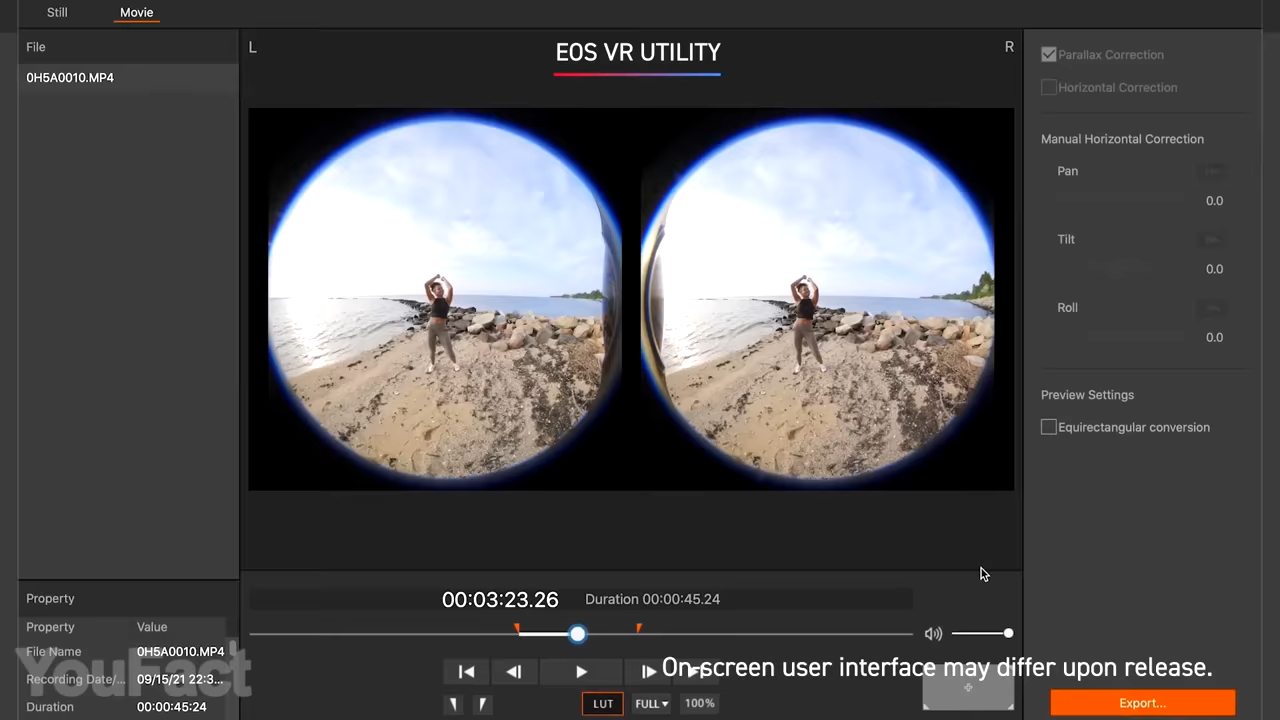 Still
Movie
File
0H5A0010.MP4
L
EOS VR UTILITY
R
Parallax Correction
Horizontal Correction
Manual Horizontal Correction
Pan
0.0
Tilt
0.0
Roll
0.0
Preview Settings
Equirectangular conversion
00:03:23.26
Duration 00:00:45.24
Property
Property Value
File Name 0H5A0010.MP4
Recording Date/... 09/15/21 22:3...
Duration 00:00:45:24
YouFact
On-screen user interface may differ upon release.
LUT
FULL
100%
Export...